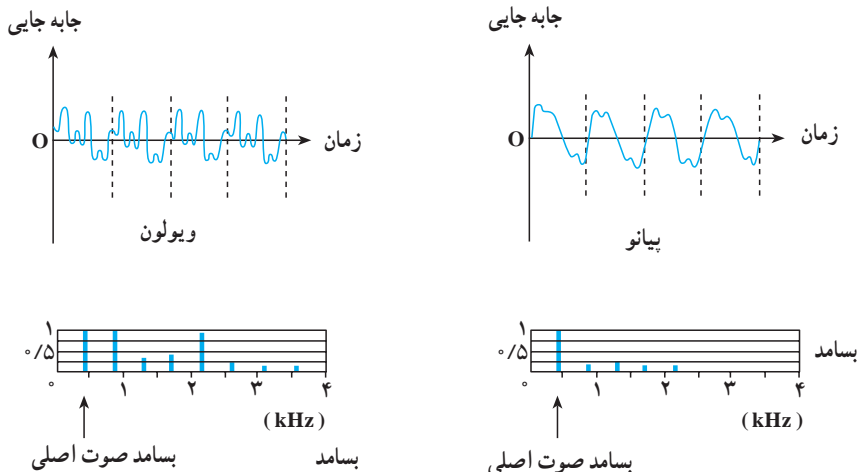 جابه جایی
O
زمان
ویولون
۱
۰/۵
۰ ۱ ۲ ۳ ۴
(kHz)
بسامد صوت اصلی
بسامد
جابه جایی
O
زمان
پیانو
۱
۰/۵
بسامد
۰ ۱ ۲ ۳ ۴
(kHz)
بسامد صوت اصلی